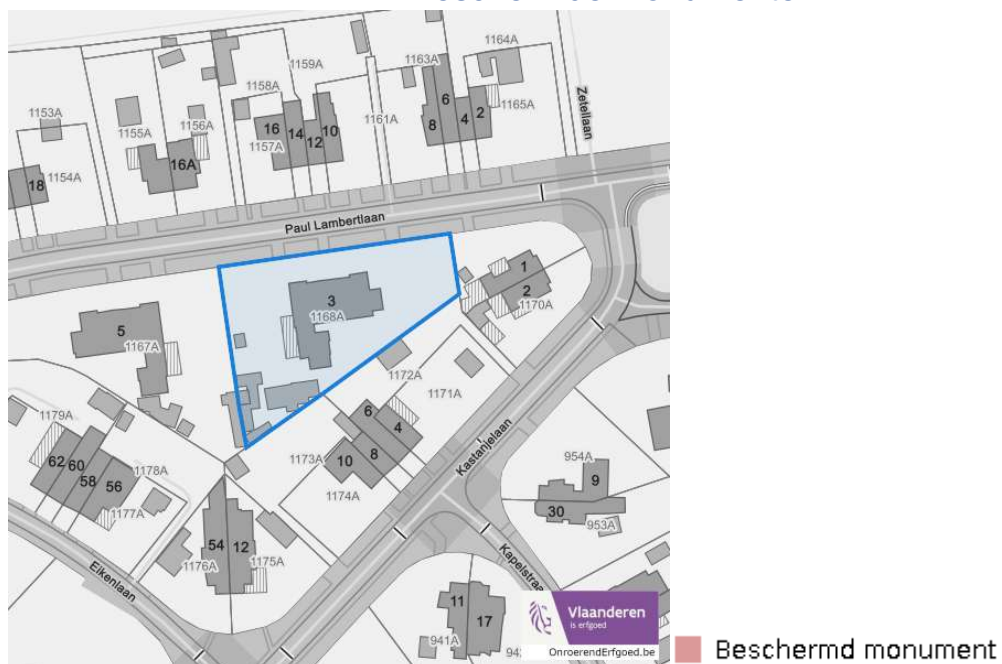 1164A
1163A
1159A
1158A
1153A
1155A
1156A
1161A
1165A
6
8
4
2
16
14
12
10
1157A
16A
18
1154A
Zetellaan
Paul Lambertlaan
3
1168A
1
2
1170A
5
1167A
1172A
1171A
1179A
6
4
8
10
1173A
1174A
Kastanjelaan
62
60
58
56
1178A
1177A
954A
9
30
953A
54
12
1176A
1175A
Eikenlaan
Kapelstraa
11
17
941A
Vlaanderen
is erfgoed
OnroerendErfgoed.be
Beschermd monument